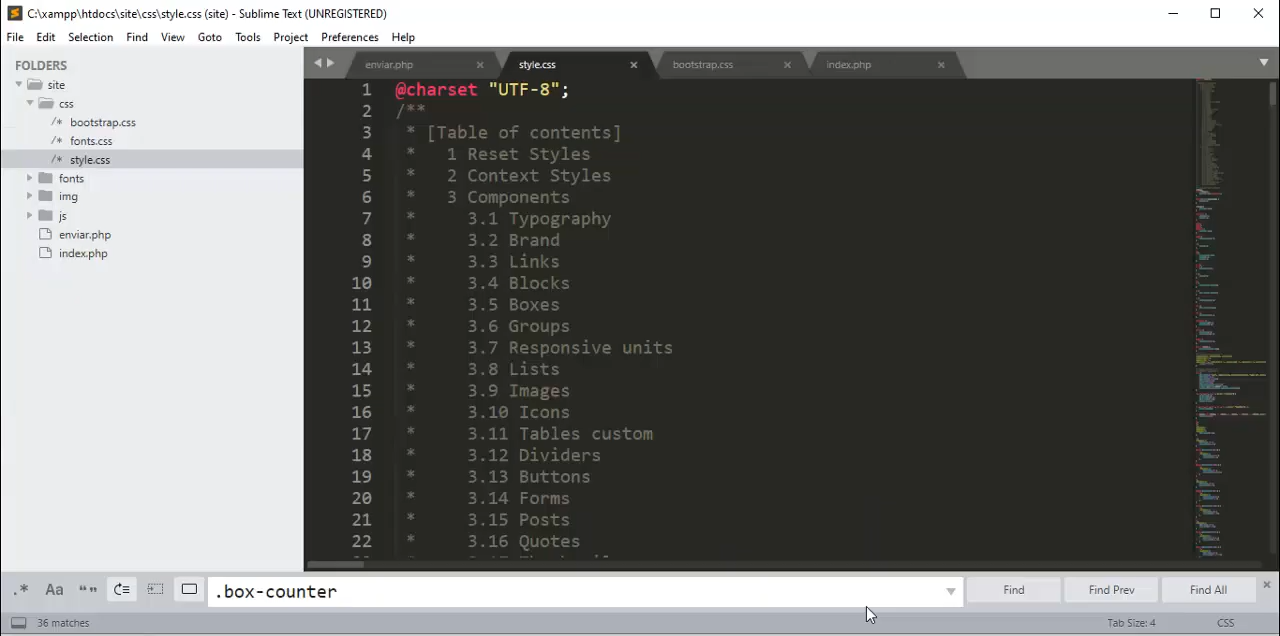 C:\xampp\htdocs\site\css\style.css (site) - Sublime Text (UNREGISTERED)
File Edit Selection Find View Goto Tools Project Preferences Help
FOLDERS
site
css
/* bootstrap.css
/* fonts.css
/* style.css
fonts
img
js
enviar.php
index.php
enviar.php × style.css × bootstrap.css × index.php ×
1 @charset "UTF-8";
2 /**
3 * [Table of contents]
4 * 1 Reset Styles
5 * 2 Context Styles
6 * 3 Components
7 * 3.1 Typography
8 * 3.2 Brand
9 * 3.3 Links
10 * 3.4 Blocks
11 * 3.5 Boxes
12 * 3.6 Groups
13 * 3.7 Responsive units
14 * 3.8 Lists
15 * 3.9 Images
16 * 3.10 Icons
17 * 3.11 Tables custom
18 * 3.12 Dividers
19 * 3.13 Buttons
20 * 3.14 Forms
21 * 3.15 Posts
22 * 3.16 Quotes
.* Aa “” .box-counter Find Find Prev Find All
36 matches Tab Size: 4 CSS